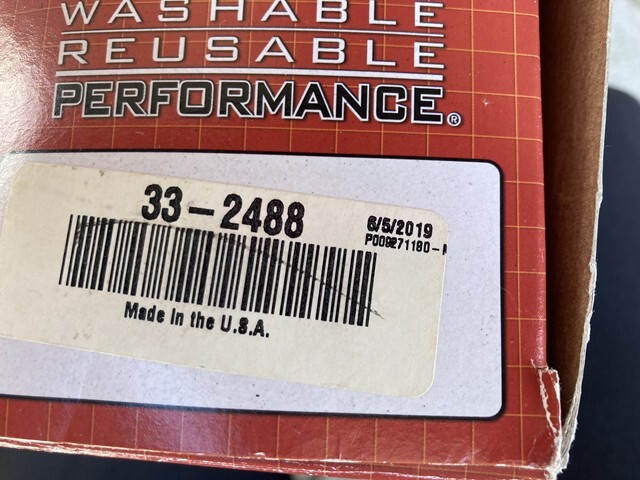 WASHABLE
REUSABLE
PERFORMANCE®
33-2488
6/5/2019
Made in the U.S.A.